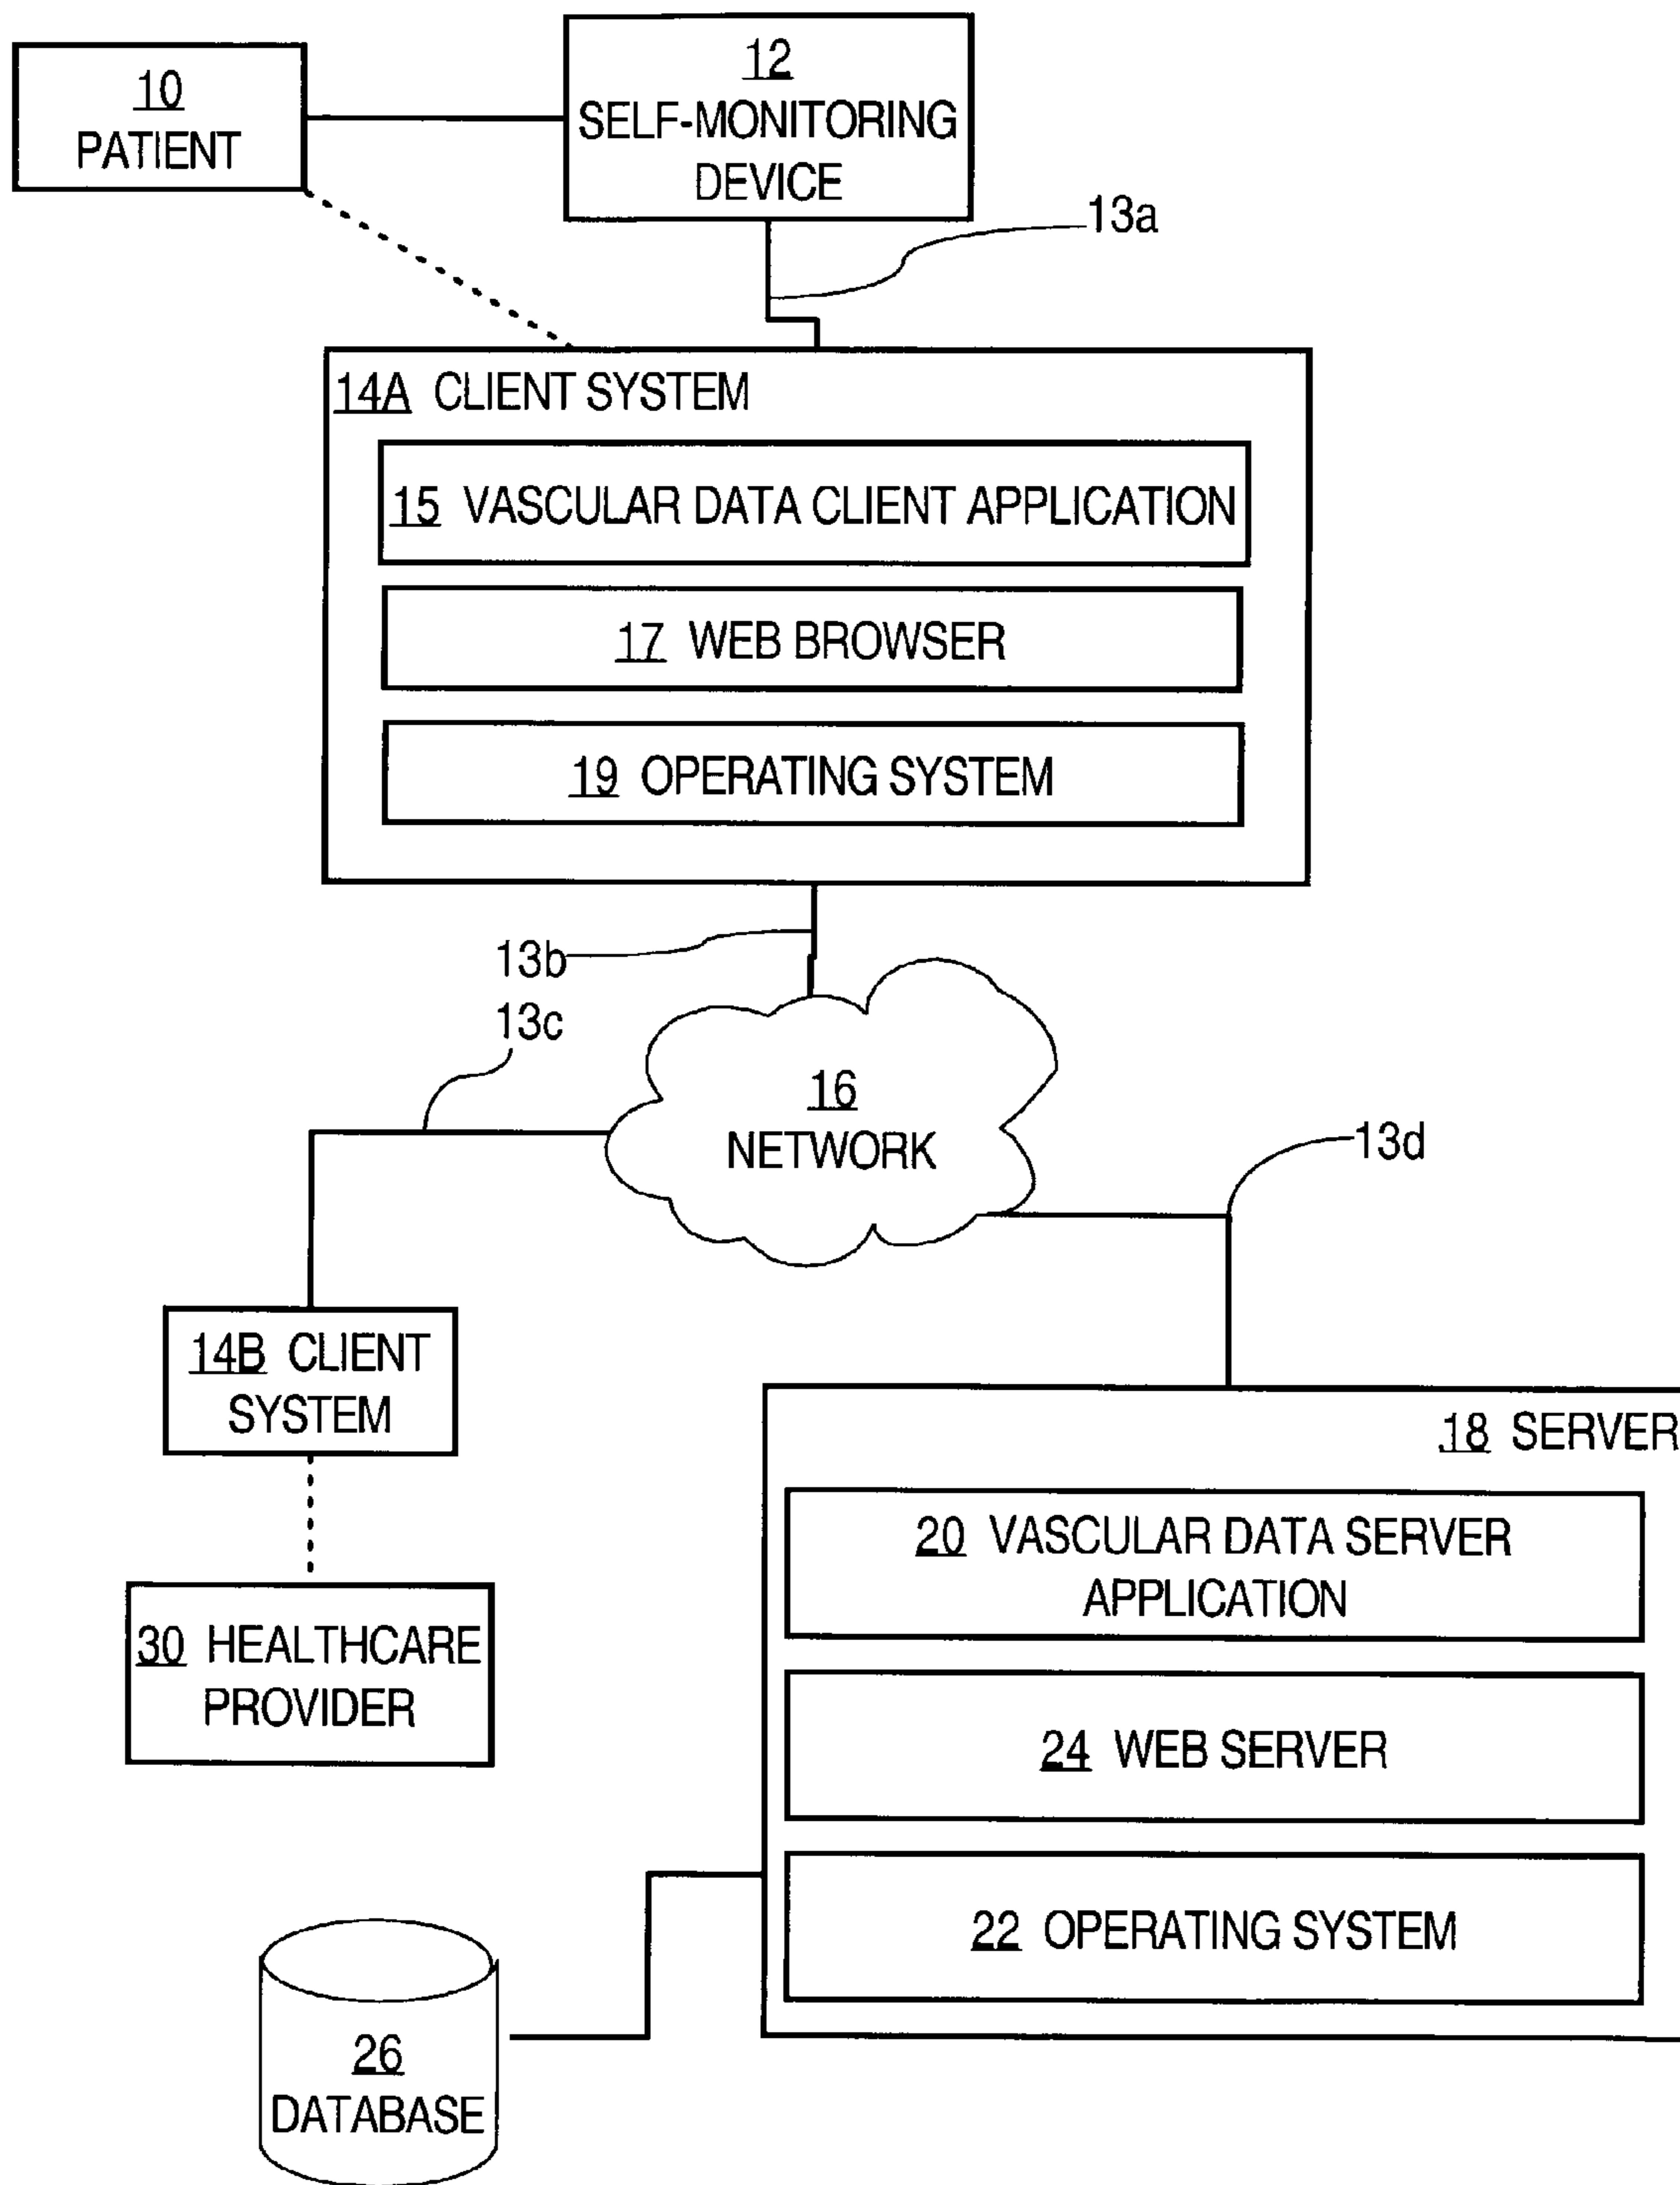 10
PATIENT
12
SELF-MONITORING
DEVICE
13a
14A CLIENT SYSTEM
15 VASCULAR DATA CLIENT APPLICATION
17 WEB BROWSER
19 OPERATING SYSTEM
13b
13c
16
NETWORK
13d
14B CLIENT
SYSTEM
18 SERVER
20 VASCULAR DATA SERVER
APPLICATION
30 HEALTHCARE
PROVIDER
24 WEB SERVER
22 OPERATING SYSTEM
26
DATABASE